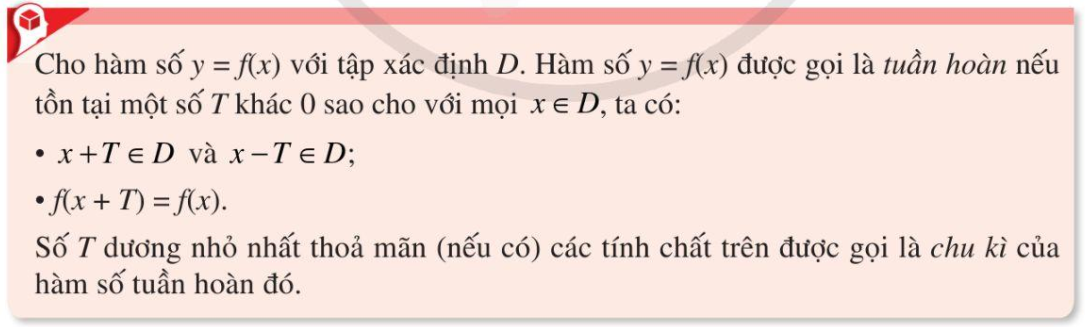 Cho hàm số y = f(x) với tập xác định D. Hàm số y = f(x) được gọi là tuần hoàn nếu
tồn tại một số T khác 0 sao cho với mọi x ∈ D, ta có:
• x + T ∈ D và x − T ∈ D;
• f(x + T) = f(x).
Số T dương nhỏ nhất thoả mãn (nếu có) các tính chất trên được gọi là chu kì của
hàm số tuần hoàn đó.